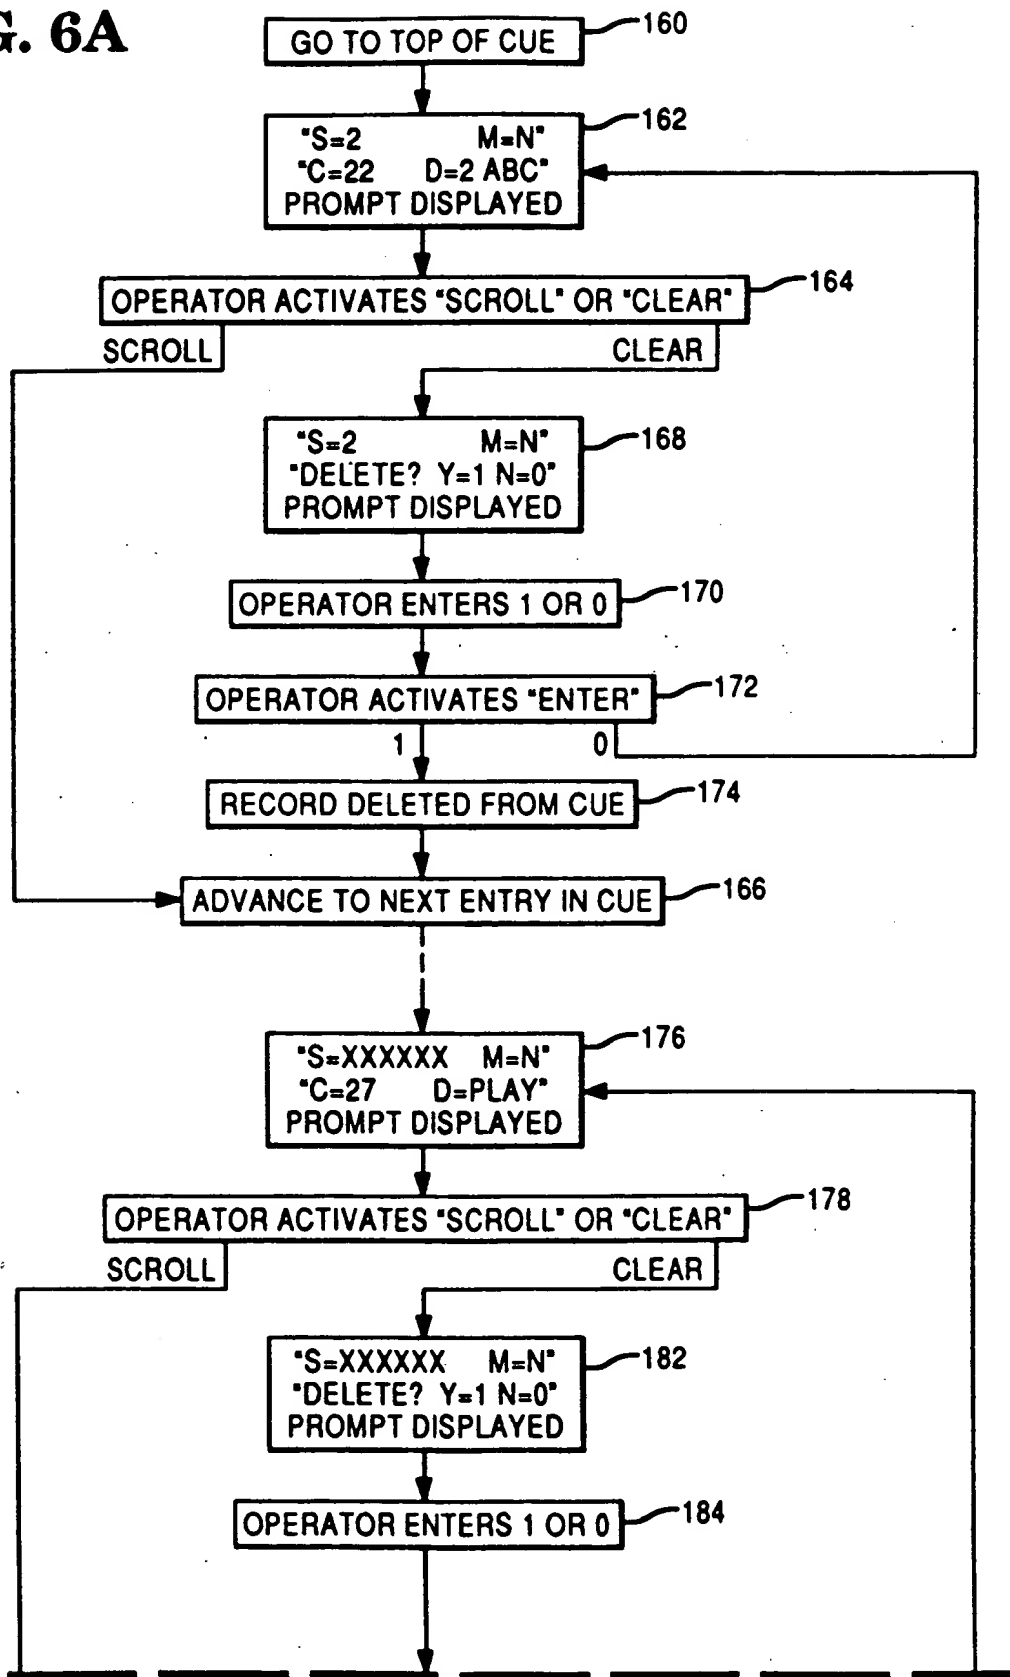 G. 6A
GO TO TOP OF CUE
160
"S=2 M=N"
"C=22 D=2 ABC"
PROMPT DISPLAYED
162
OPERATOR ACTIVATES "SCROLL" OR "CLEAR"
164
SCROLL
CLEAR
"S=2 M=N"
"DELETE? Y=1 N=0"
PROMPT DISPLAYED
168
OPERATOR ENTERS 1 OR 0
170
OPERATOR ACTIVATES "ENTER"
172
1
0
RECORD DELETED FROM CUE
174
ADVANCE TO NEXT ENTRY IN CUE
166
"S=XXXXXX M=N"
"C=27 D=PLAY"
PROMPT DISPLAYED
176
OPERATOR ACTIVATES "SCROLL" OR "CLEAR"
178
SCROLL
CLEAR
"S=XXXXXX M=N"
"DELETE? Y=1 N=0"
PROMPT DISPLAYED
182
OPERATOR ENTERS 1 OR 0
184